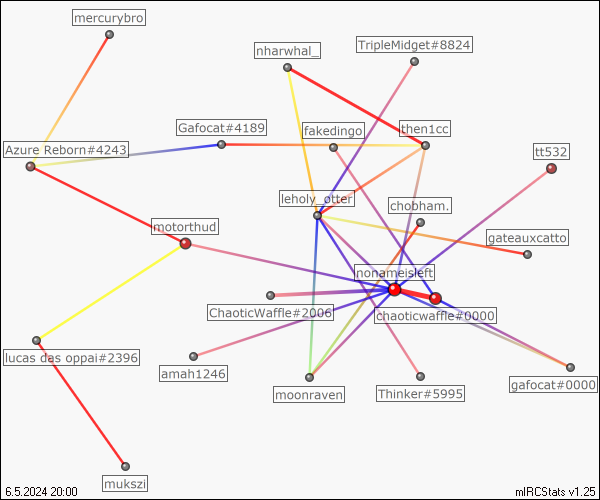 mercurybro
nharwhal_
TripleMidget#8824
Gafocat#4189
fakedingo
then1cc
Azure Reborn#4243
tt532
leholy_otter
chobham.
motorthud
gateauxcatto
nonameisleft
ChaoticWaffle#2006
chaoticwaffle#0000
lucas das oppai#2396
amah1246
moonraven
Thinker#5995
gafocat#0000
mukszi
6.5.2024 20:00
mIRCStats v1.25